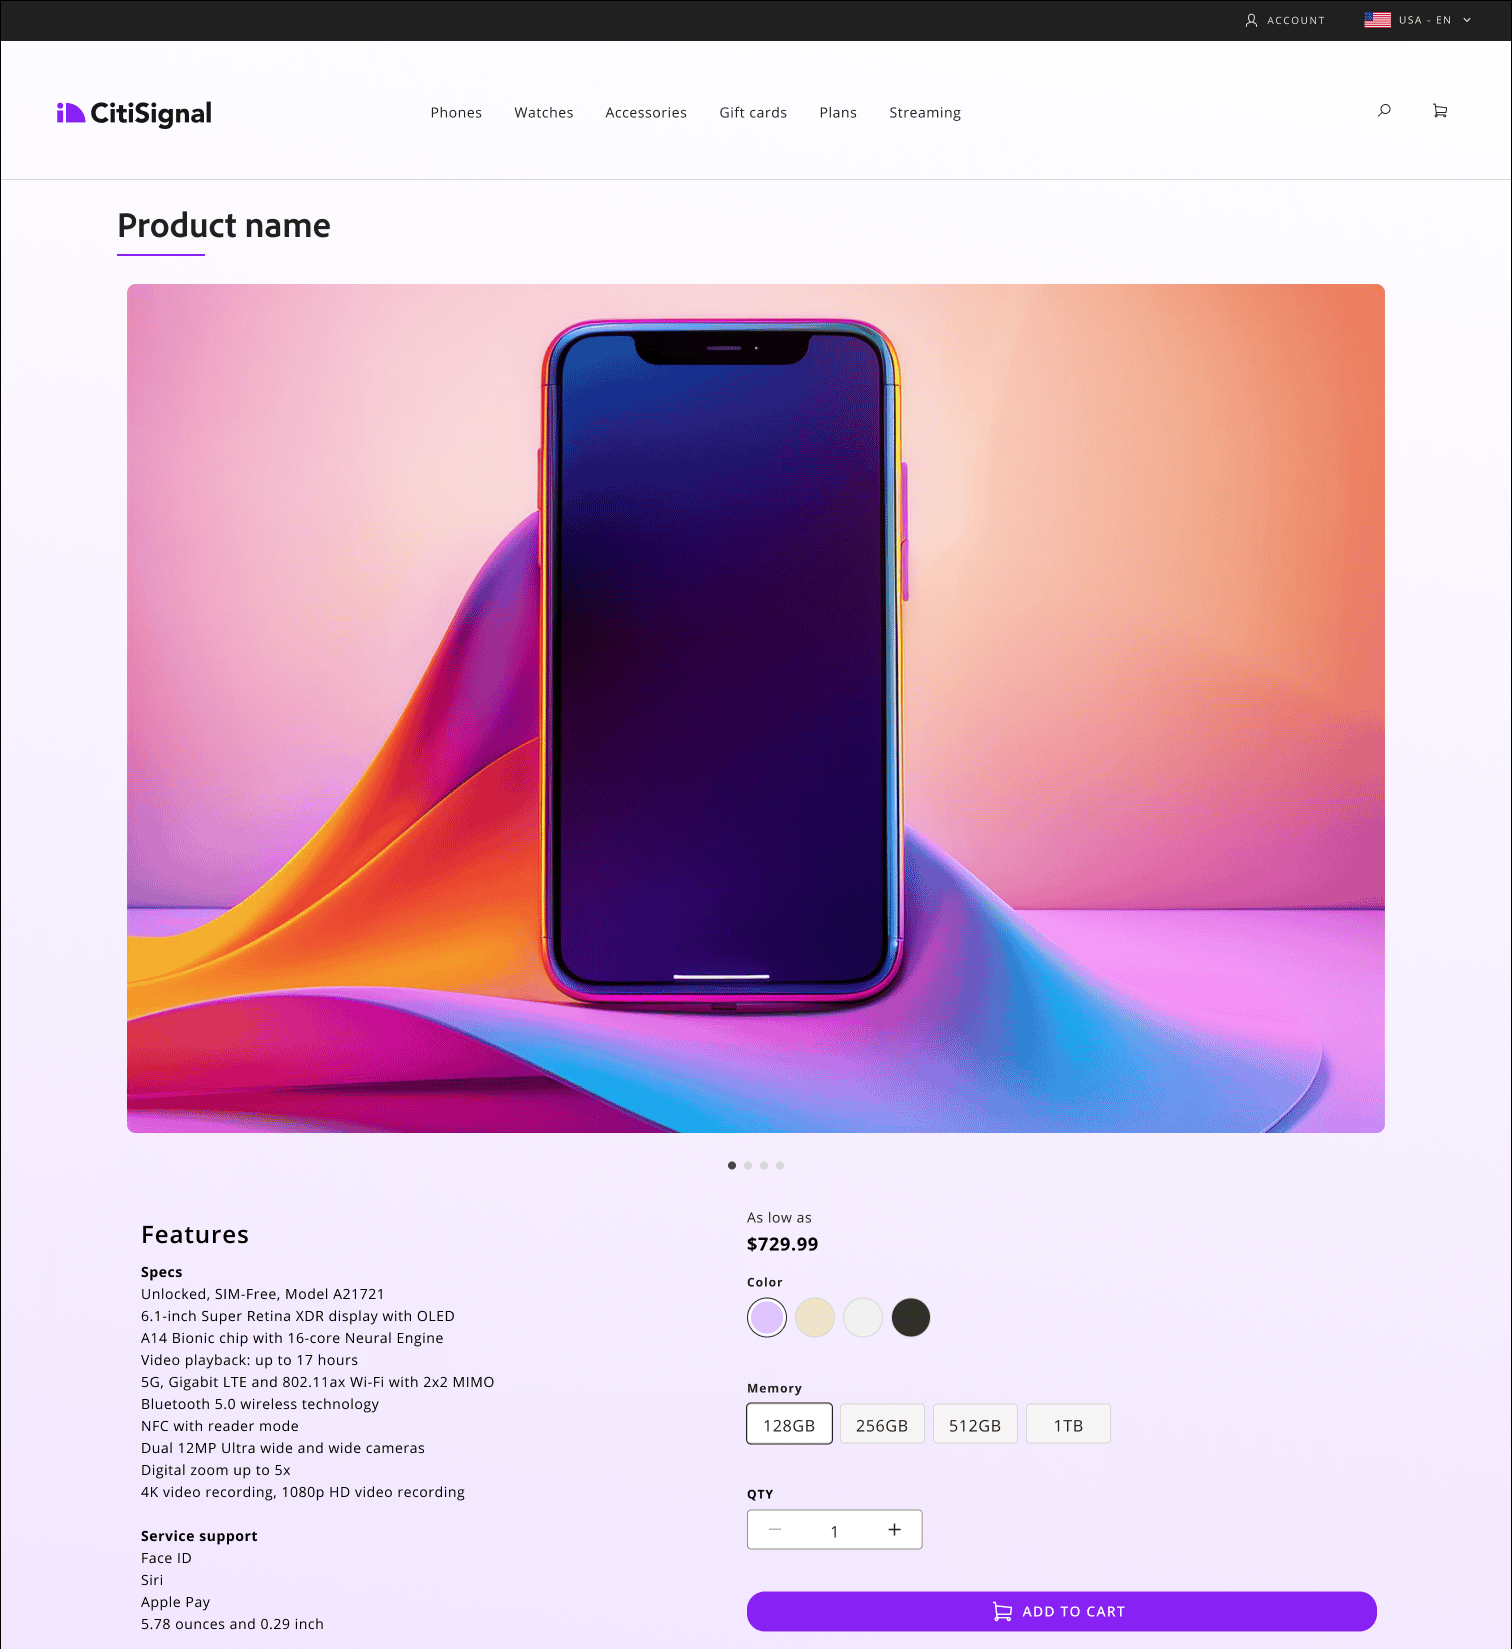 ACCOUNT
USA - EN
CitiSignal
Phones
Watches
Accessories
Gift cards
Plans
Streaming
Product name
Features
Specs
Unlocked, SIM-Free, Model A21721
6.1-inch Super Retina XDR display with OLED
A14 Bionic chip with 16-core Neural Engine
Video playback: up to 17 hours
5G, Gigabit LTE and 802.11ax Wi-Fi with 2x2 MIMO
Bluetooth 5.0 wireless technology
NFC with reader mode
Dual 12MP Ultra wide and wide cameras
Digital zoom up to 5x
4K video recording, 1080p HD video recording
Service support
Face ID
Siri
Apple Pay
5.78 ounces and 0.29 inch
As low as
$729.99
Color
Memory
128GB
256GB
512GB
1TB
QTY
1
ADD TO CART